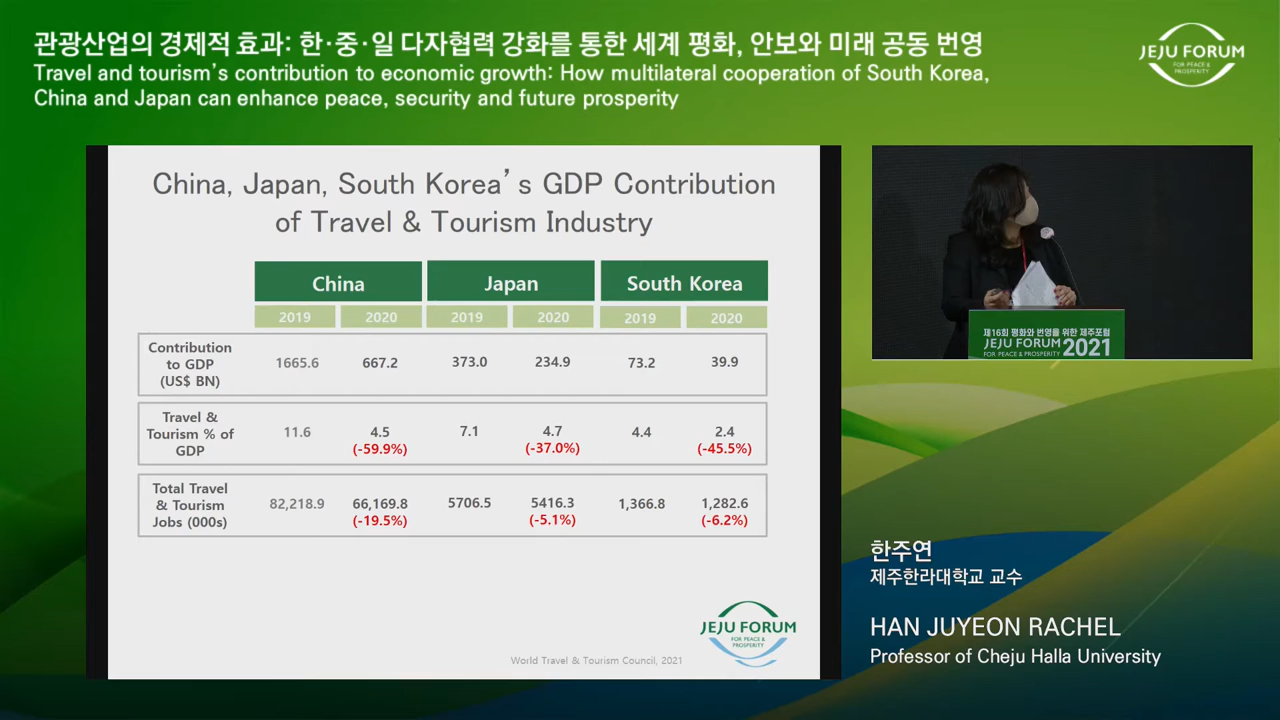 관광산업의 경제적 효과: 한·중·일 다자협력 강화를 통한 세계 평화, 안보와 미래 공동 번영
Travel and tourism's contribution to economic growth: How multilateral cooperation of South Korea,
China and Japan can enhance peace, security and future prosperity
JEJU FORUM
FOR PEACE &
PROSPERITY
China, Japan, South Korea's GDP Contribution
of Travel & Tourism Industry
China Japan South Korea
2019 2020 2019 2020 2019 2020
Contribution
to GDP
(US$ BN)
1665.6 667.2 373.0 234.9 73.2 39.9
Travel &
Tourism % of
GDP
11.6 4.5 7.1 4.7 4.4 2.4
(-59.9%) (-37.0%) (-45.5%)
Total Travel
& Tourism
Jobs (000s)
82,218.9 66,169.8 5706.5 5416.3 1,366.8 1,282.6
(-19.5%) (-5.1%) (-6.2%)
JEJU FORUM
FOR PEACE &
PROSPERITY
World Travel & Tourism Council, 2021
제16회 평화와 번영을 위한 제주포럼
JEJU FORUM 2021
FOR PEACE & PROSPERITY
한주연
제주한라대학교 교수
HAN JUYEON RACHEL
Professor of Cheju Halla University